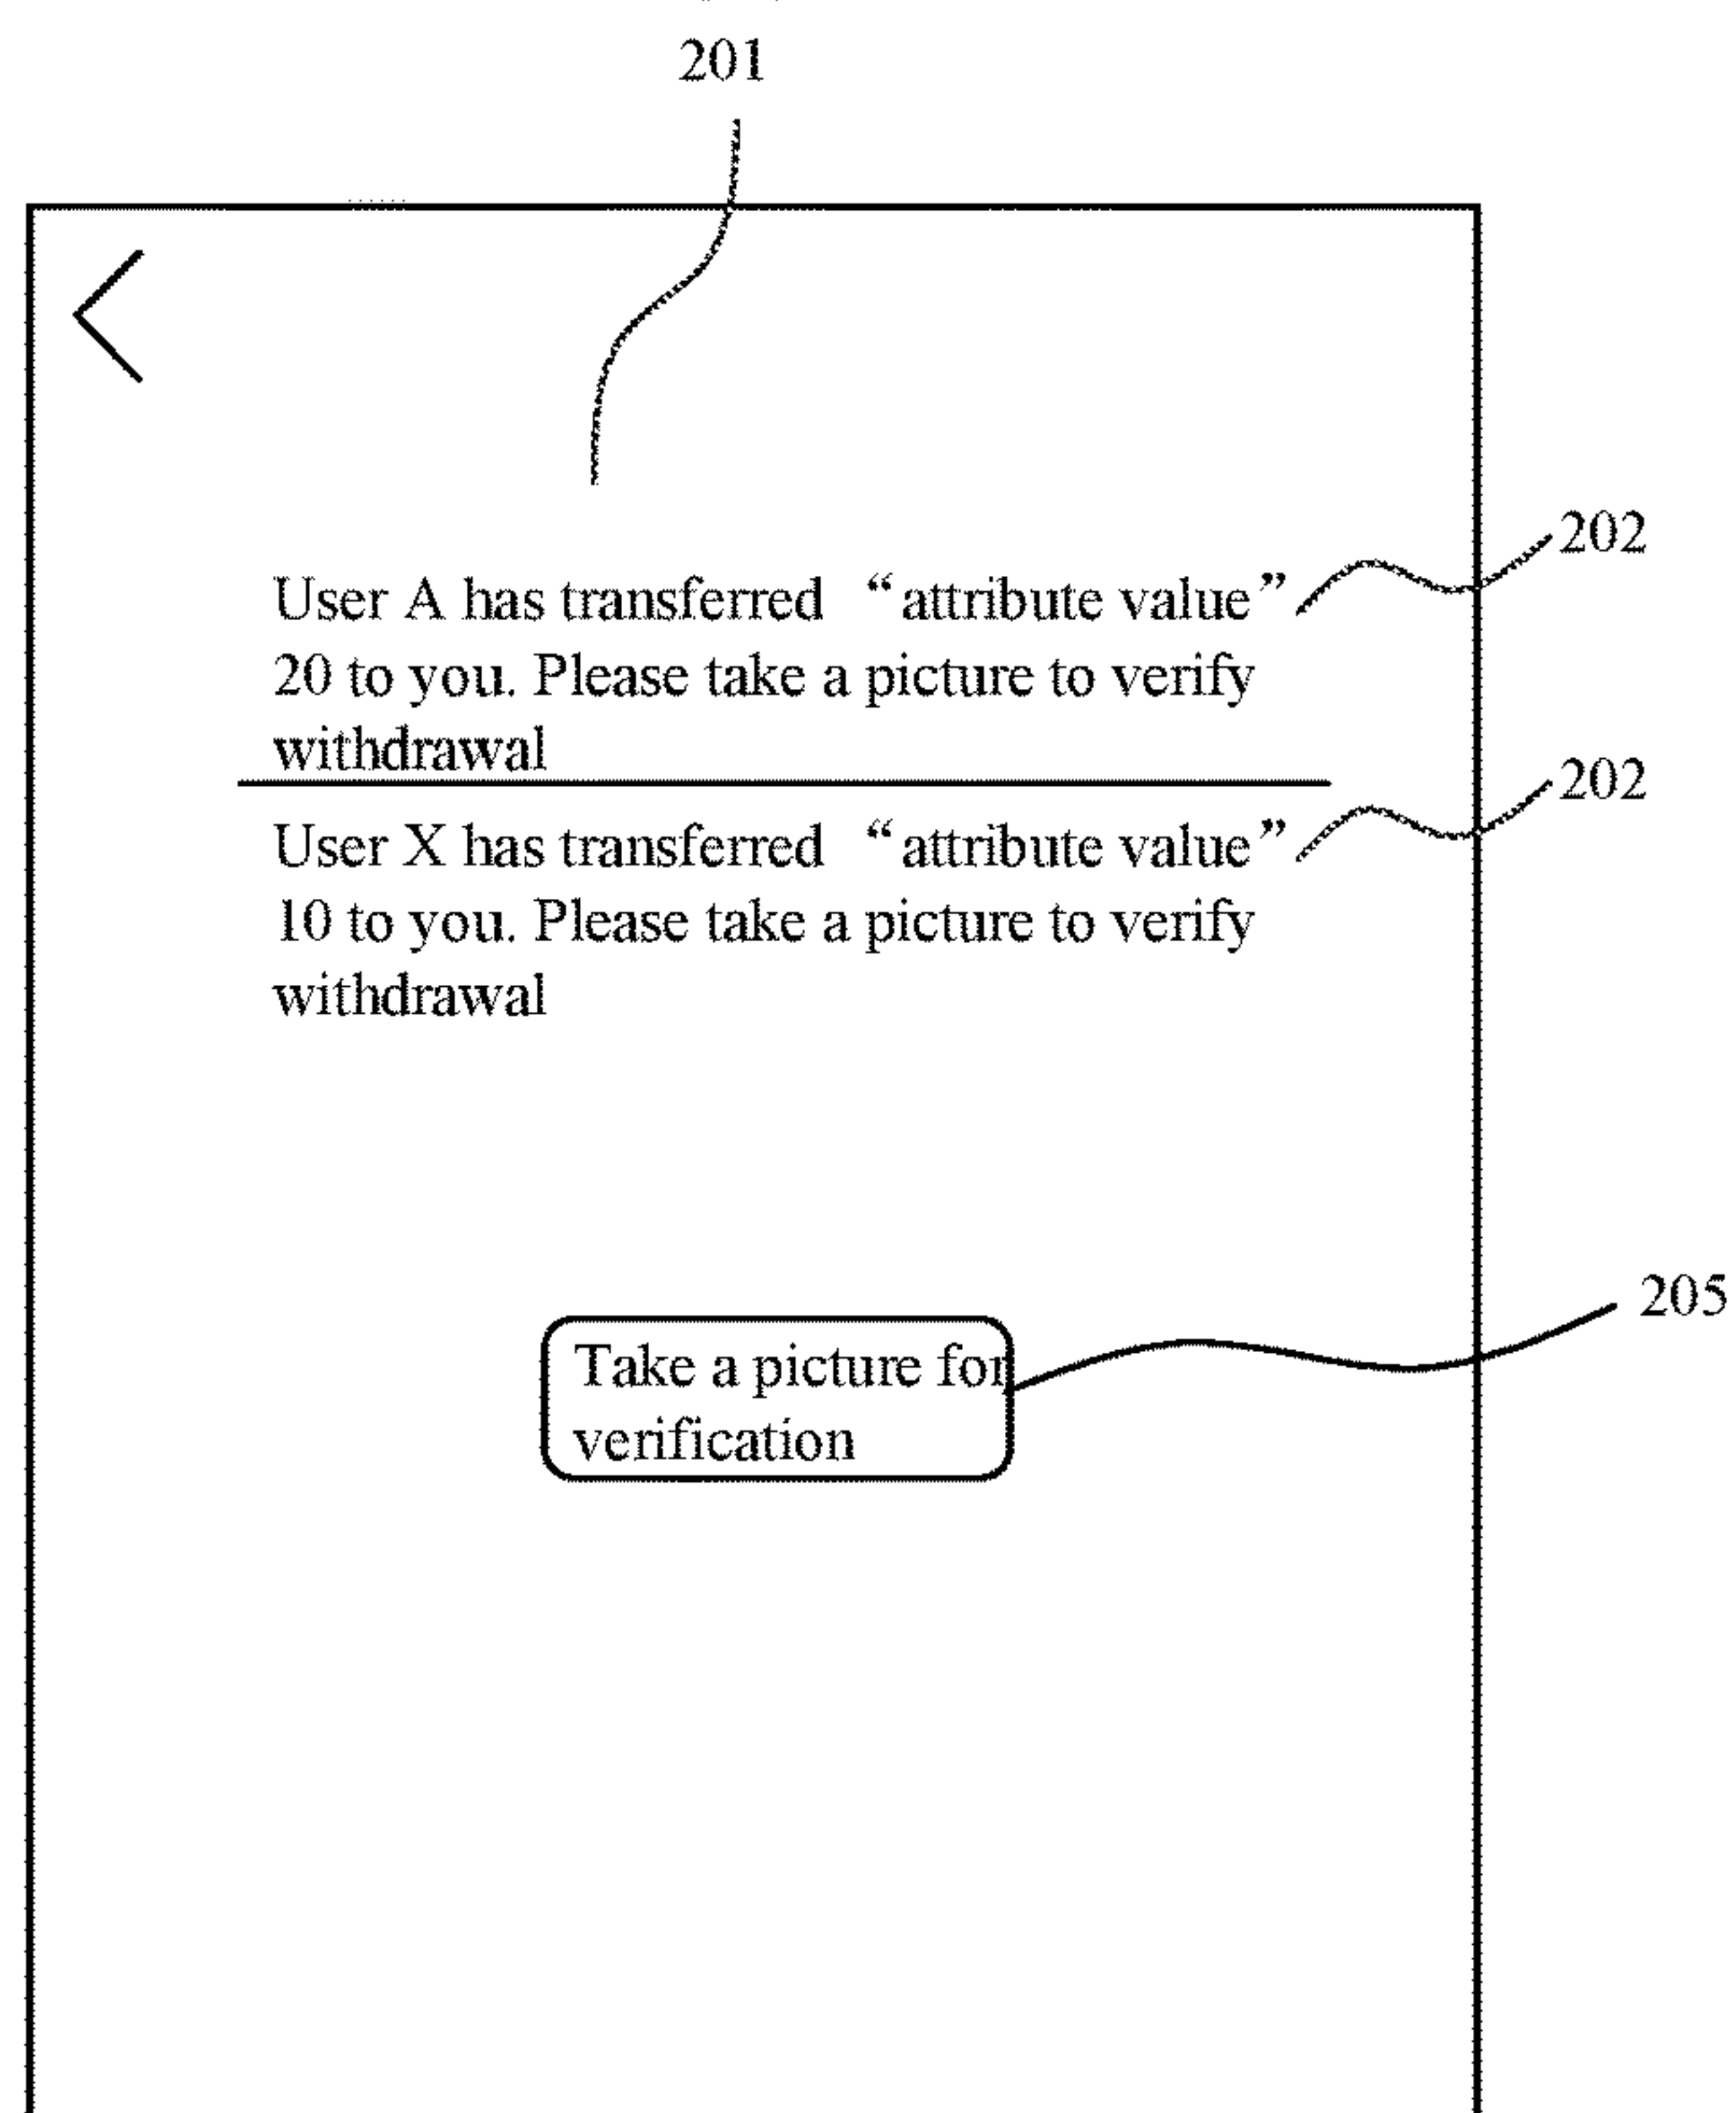 201
User A has transferred “attribute value”
202
20 to you. Please take a picture to verify
withdrawal
User X has transferred “attribute value”
202
10 to you. Please take a picture to verify
withdrawal
205
Take a picture for
verification